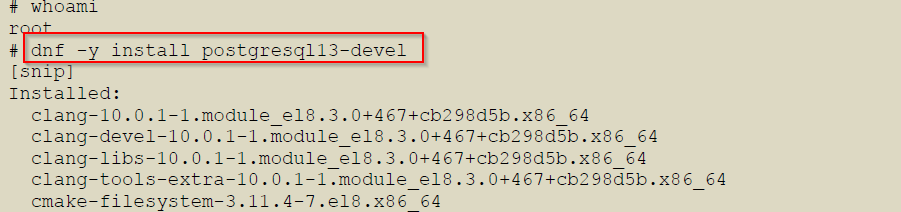 # whoami
root
# dnf -y install postgresql13-devel
[snip]
Installed:
clang-10.0.1-1.module_el8.3.0+467+cb298d5b.x86_64
clang-devel-10.0.1-1.module_el8.3.0+467+cb298d5b.x86_64
clang-libs-10.0.1-1.module_el8.3.0+467+cb298d5b.x86_64
clang-tools-extra-10.0.1-1.module_el8.3.0+467+cb298d5b.x86_64
cmake-filesystem-3.11.4-7.el8.x86_64